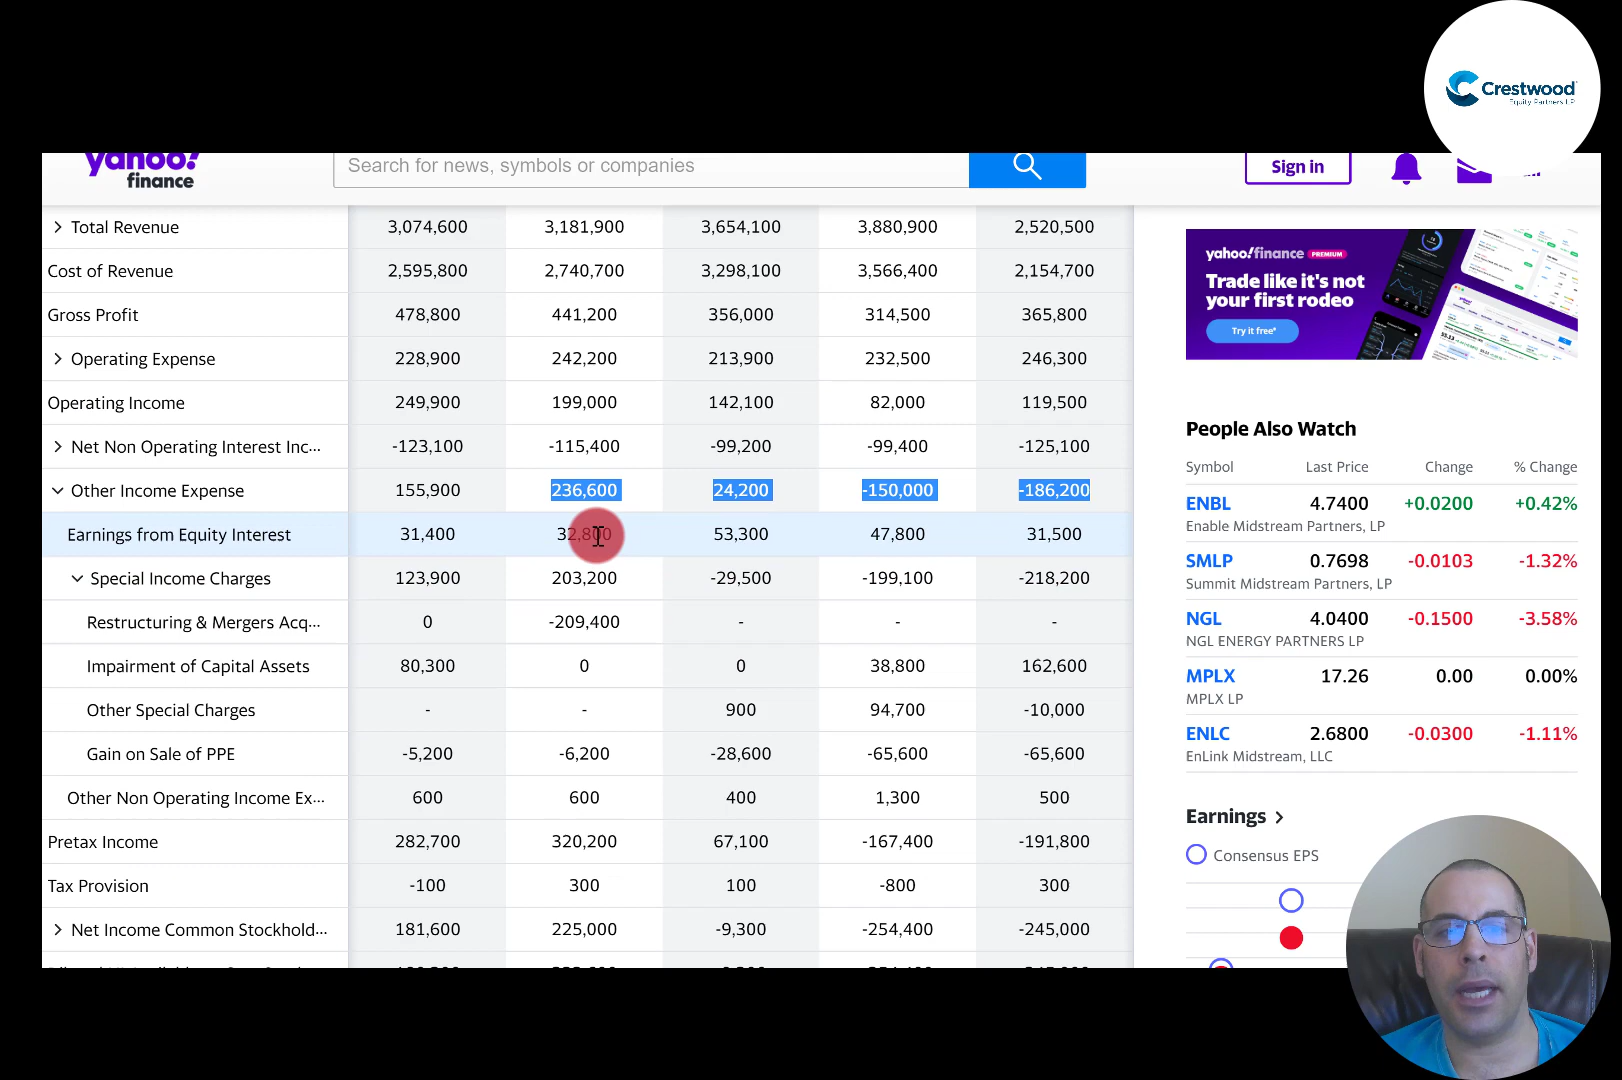 Crestwood
Equity Partners LP
yahoo!
finance
Search for news, symbols or companies
Sign in
Total Revenue 3,074,600 3,181,900 3,654,100 3,880,900 2,520,500
Cost of Revenue 2,595,800 2,740,700 3,298,100 3,566,400 2,154,700
Gross Profit 478,800 441,200 356,000 314,500 365,800
Operating Expense 228,900 242,200 213,900 232,500 246,300
Operating Income 249,900 199,000 142,100 82,000 119,500
Net Non Operating Interest Inc... -123,100 -115,400 -99,200 -99,400 -125,100
Other Income Expense 155,900 236,600 24,200 -150,000 -186,200
Earnings from Equity Interest 31,400 32,800 53,300 47,800 31,500
Special Income Charges 123,900 203,200 -29,500 -199,100 -218,200
Restructuring & Mergers Acq... 0 -209,400 - - -
Impairment of Capital Assets 80,300 0 0 38,800 162,600
Other Special Charges - - 900 94,700 -10,000
Gain on Sale of PPE -5,200 -6,200 -28,600 -65,600 -65,600
Other Non Operating Income Ex... 600 600 400 1,300 500
Pretax Income 282,700 320,200 67,100 -167,400 -191,800
Tax Provision -100 300 100 -800 300
Net Income Common Stockhold... 181,600 225,000 -9,300 -254,400 -245,000
yahoo!finance PREMIUM
Trade like it's not
your first rodeo
Try it free*
People Also Watch
Symbol Last Price Change % Change
ENBL 4.7400 +0.0200 +0.42%
Enable Midstream Partners, LP
SMLP 0.7698 -0.0103 -1.32%
Summit Midstream Partners, LP
NGL 4.0400 -0.1500 -3.58%
NGL ENERGY PARTNERS LP
MPLX 17.26 0.00 0.00%
MPLX LP
ENLC 2.6800 -0.0300 -1.11%
EnLink Midstream, LLC
Earnings
Consensus EPS